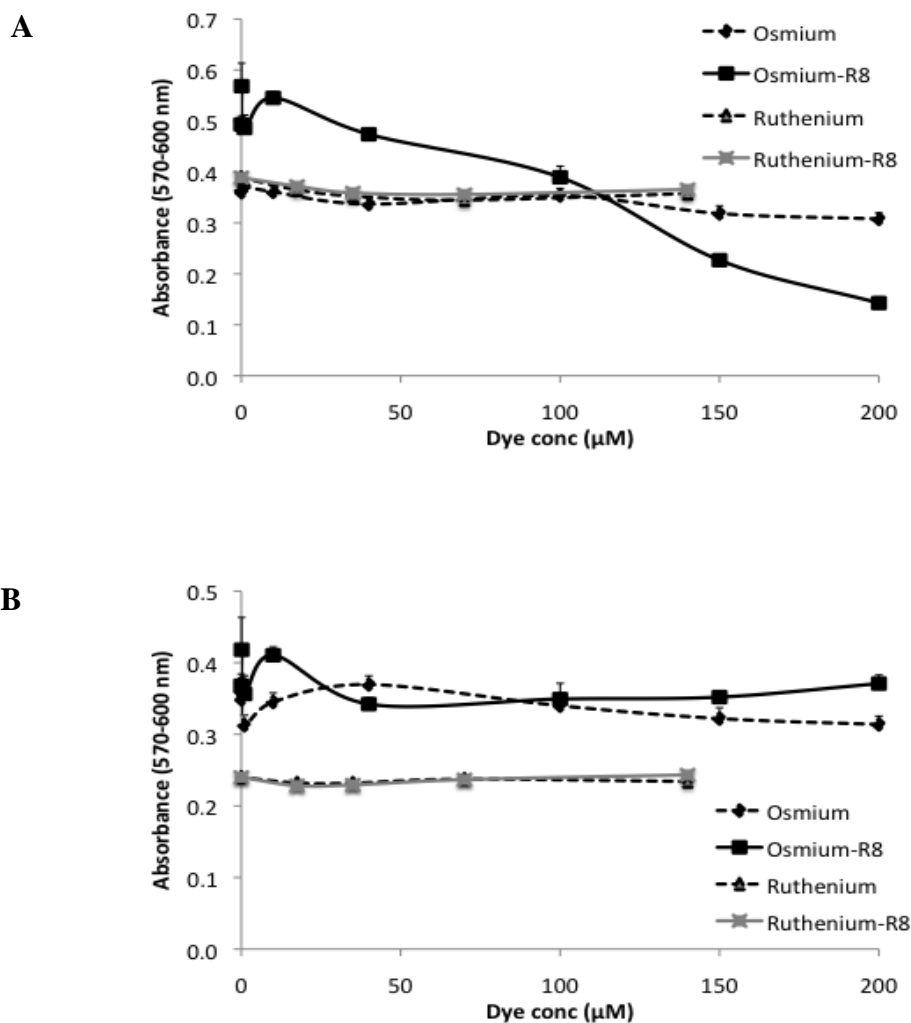 A
Absorbance (570-600 nm)
0.7
0.6
0.5
0.4
0.3
0.2
0.1
0.0
0 50 100 150 200
Dye conc (µM)
Osmium
Osmium-R8
Ruthenium
Ruthenium-R8
B
Absorbance (570-600 nm)
0.5
0.4
0.3
0.2
0.1
0.0
0 50 100 150 200
Dye conc (µM)
Osmium
Osmium-R8
Ruthenium
Ruthenium-R8